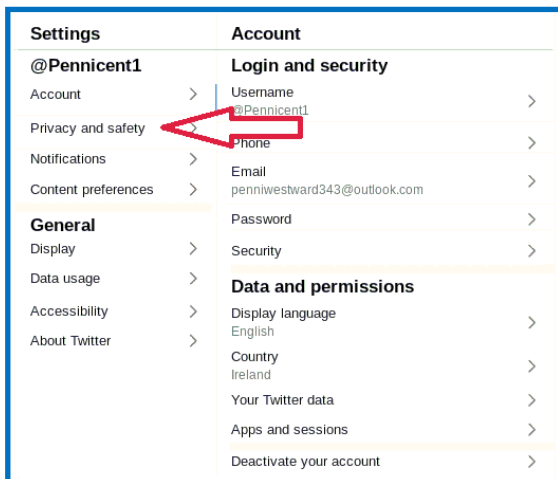 Settings
@Pennicent1
Account
Privacy and safety
Notifications
Content preferences
General
Display
Data usage
Accessibility
About Twitter
Account
Login and security
Username
@Pennicent1
Phone
Email
penniwestward343@outlook.com
Password
Security
Data and permissions
Display language
English
Country
Ireland
Your Twitter data
Apps and sessions
Deactivate your account